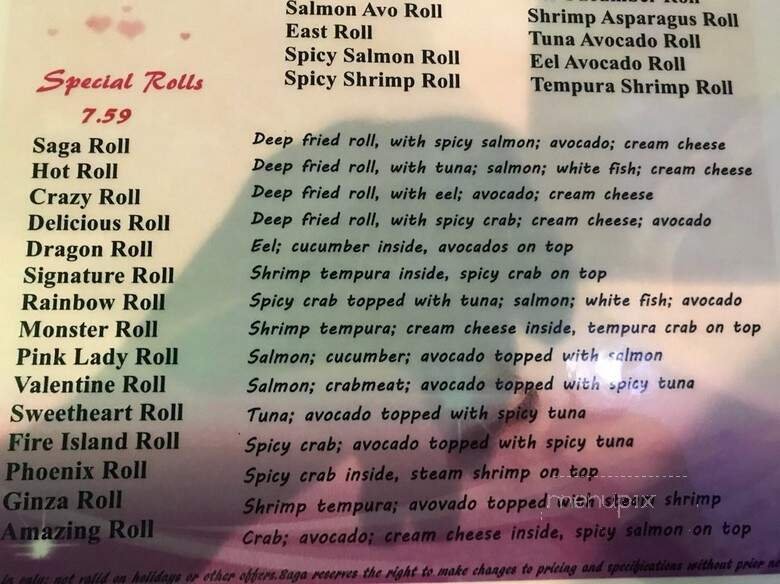 Salmon Avo Roll
East Roll
Spicy Salmon Roll
Spicy Shrimp Roll
Roll
Shrimp Asparagus Roll
Tuna Avocado Roll
Eel Avocado Roll
Tempura Shrimp Roll
Special Rolls
7.59
Saga Roll Deep fried roll, with spicy salmon; avocado; cream cheese
Hot Roll Deep fried roll, with tuna; salmon; white fish; cream cheese
Crazy Roll Deep fried roll, with eel; avocado; cream cheese
Delicious Roll Deep fried roll, with spicy crab; cream cheese; avocado
Dragon Roll Eel; cucumber inside, avocados on top
Signature Roll Shrimp tempura inside, spicy crab on top
Rainbow Roll Spicy crab topped with tuna; salmon; white fish; avocado
Monster Roll Shrimp tempura; cream cheese inside, tempura crab on top
Pink Lady Roll Salmon; cucumber; avocado topped with salmon
Valentine Roll Salmon; crabmeat; avocado topped with spicy tuna
Sweetheart Roll Tuna; avocado topped with spicy tuna
Fire Island Roll Spicy crab; avocado topped with spicy tuna
Phoenix Roll Spicy crab inside, steam shrimp on top
Ginza Roll Shrimp tempura; avovado topped with steam shrimp
Amazing Roll Crab; avocado; cream cheese inside, spicy salmon on top
menupix
in only; not valid on hoildays or other offers.Saga reserves the right to make changes to pricing and specifications without prior